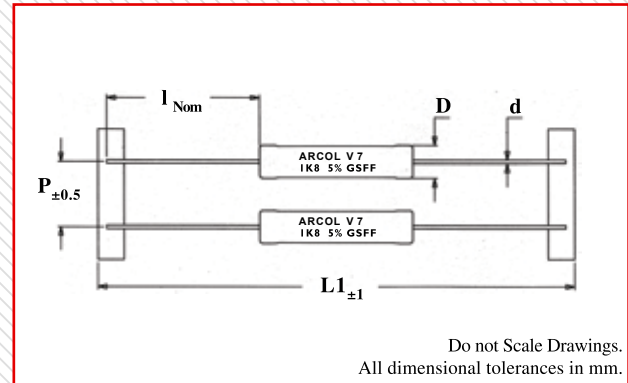 l Nom
D
d
ARCOL V7
1K8 5% GSFF
P±0.5
ARCOL V7
1K8 5% GSFF
L1±1
Do not Scale Drawings.
All dimensional tolerances in mm.